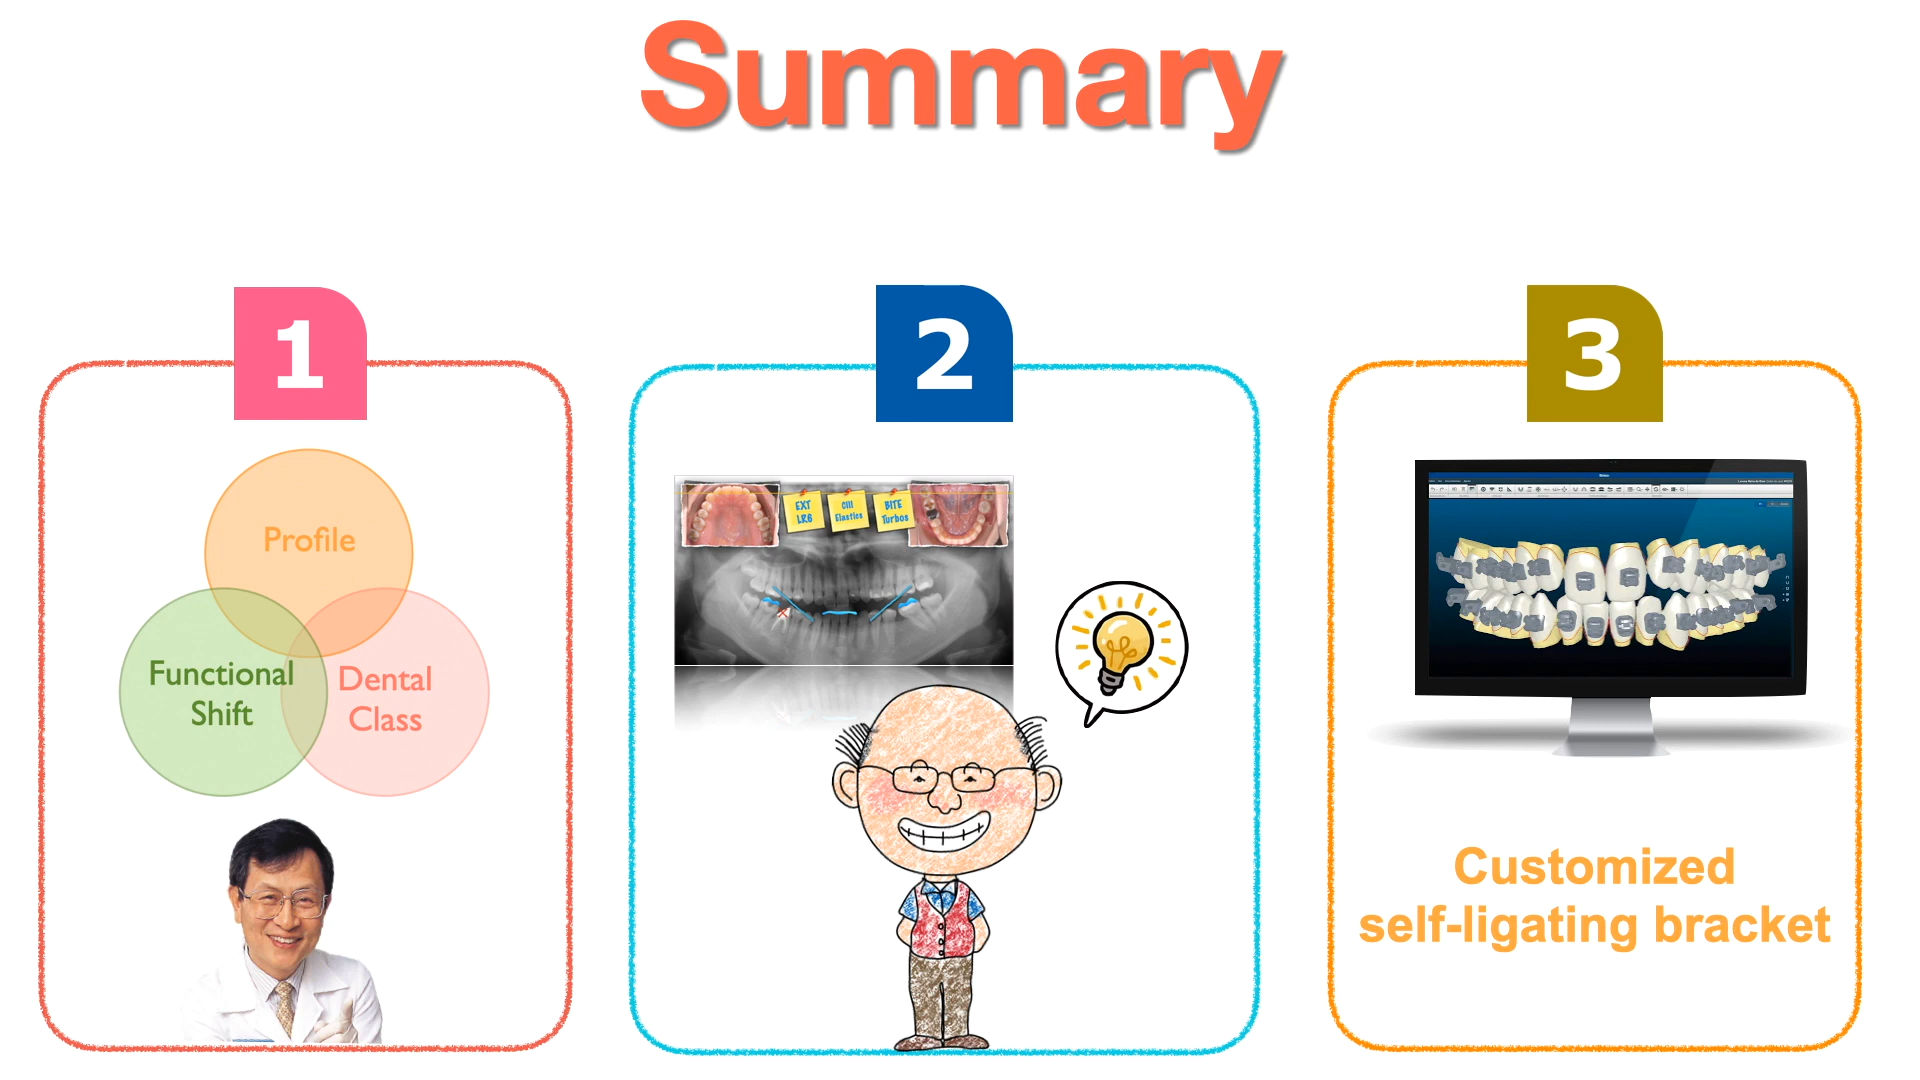 Summary
1
Profile
Functional
Shift
Dental
Class
2
EXT
LR6
CIII
Elastics
BITE
Turbos
3
Customized
self-ligating bracket